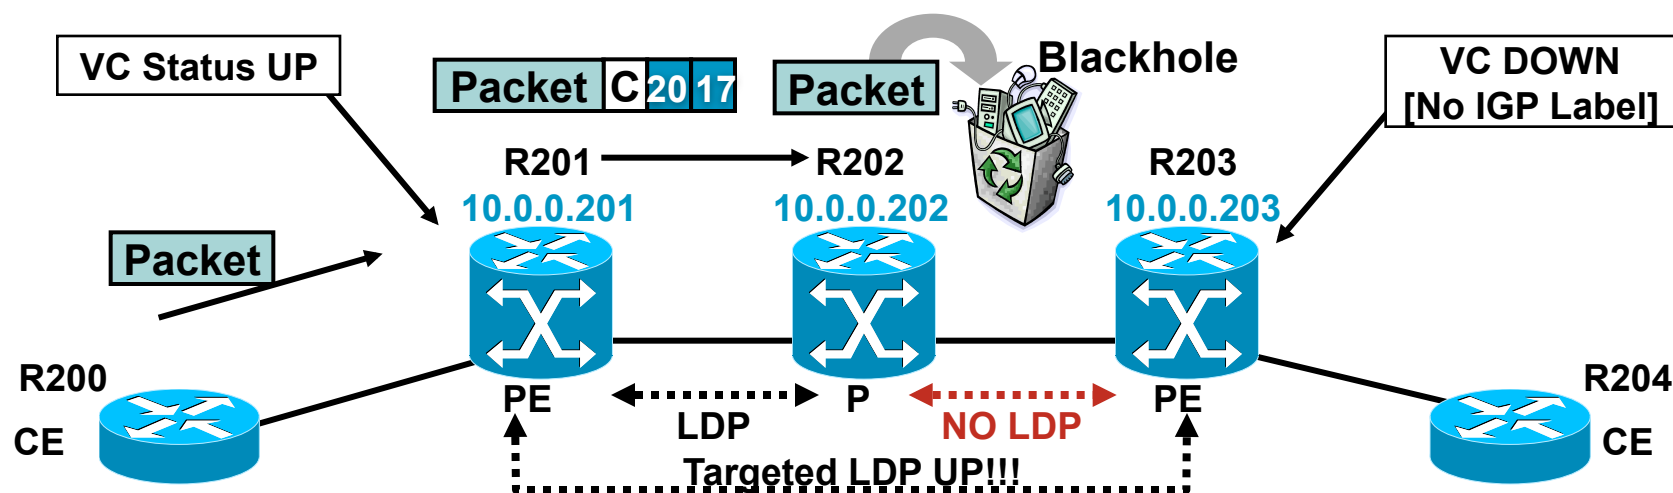 VC Status UP
Packet C 20 17
Packet
Blackhole
VC DOWN
[No IGP Label]
R201
R202
R203
10.0.0.201
10.0.0.202
10.0.0.203
Packet
R200
R204
PE
P
PE
CE
CE
LDP
NO LDP
Targeted LDP UP!!!